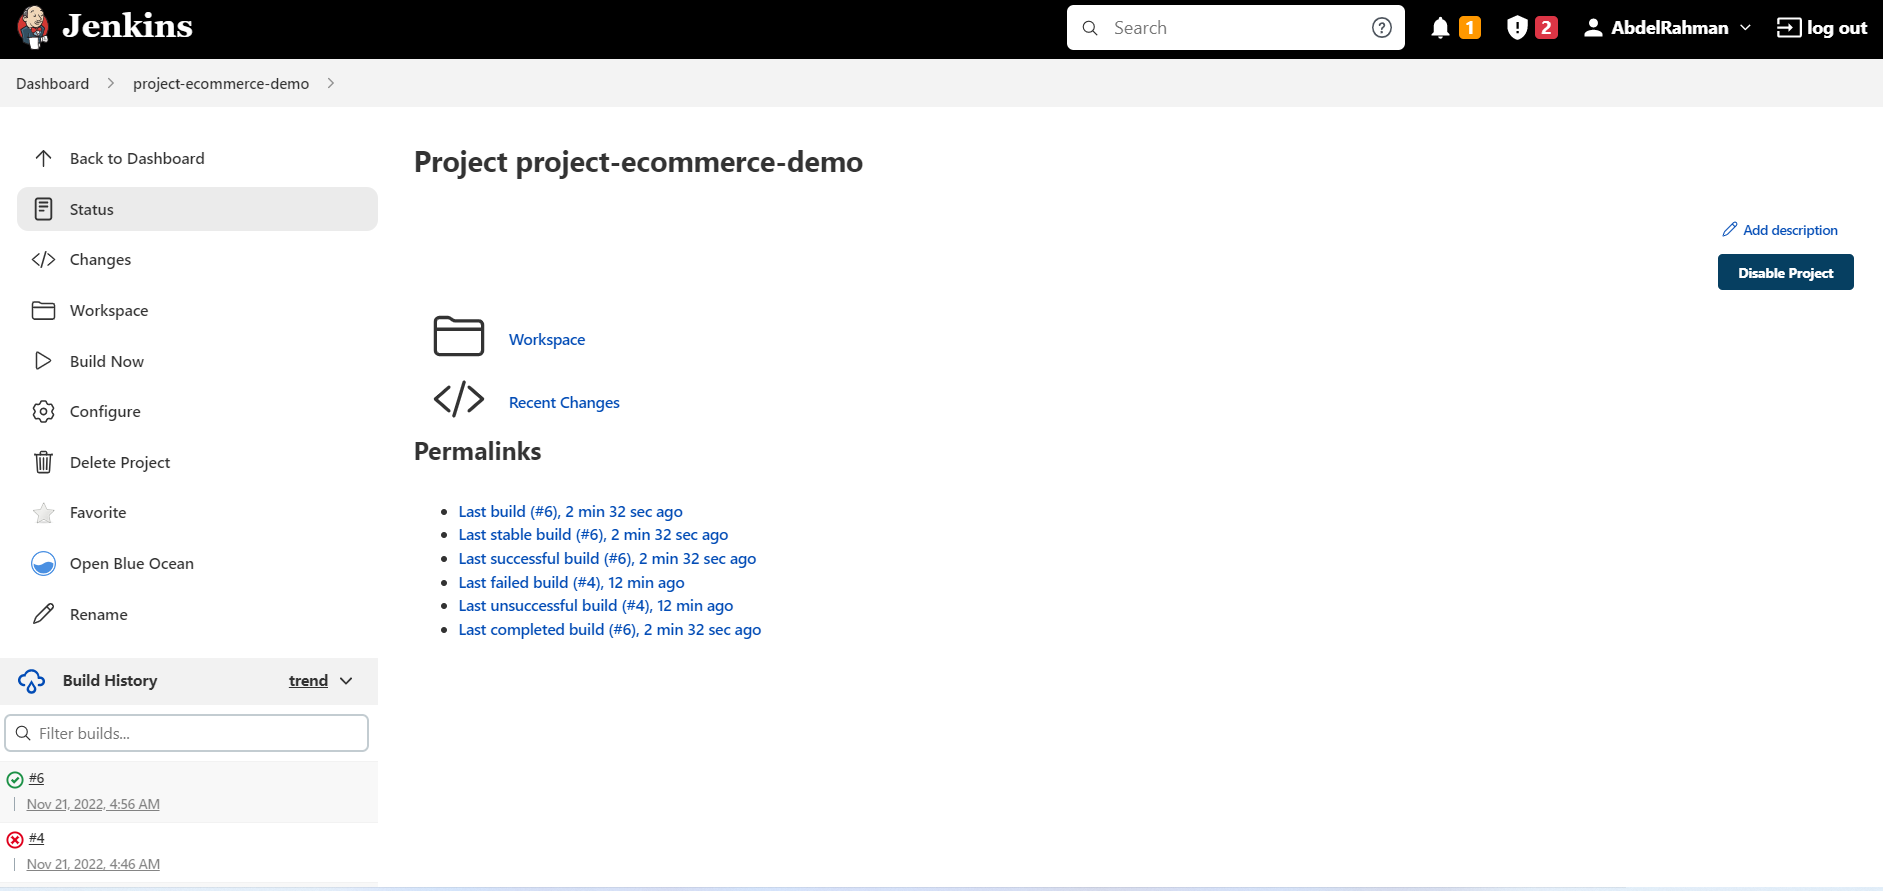 Jenkins
Search
1
2
AbdelRahman
log out
Dashboard
project-ecommerce-demo
Back to Dashboard
Status
Changes
Workspace
Build Now
Configure
Delete Project
Favorite
Open Blue Ocean
Rename
Build History
trend
Filter builds...
#6
Nov 21, 2022, 4:56 AM
#4
Nov 21, 2022, 4:46 AM
Project project-ecommerce-demo
Add description
Disable Project
Workspace
Recent Changes
Permalinks
Last build (#6), 2 min 32 sec ago
Last stable build (#6), 2 min 32 sec ago
Last successful build (#6), 2 min 32 sec ago
Last failed build (#4), 12 min ago
Last unsuccessful build (#4), 12 min ago
Last completed build (#6), 2 min 32 sec ago